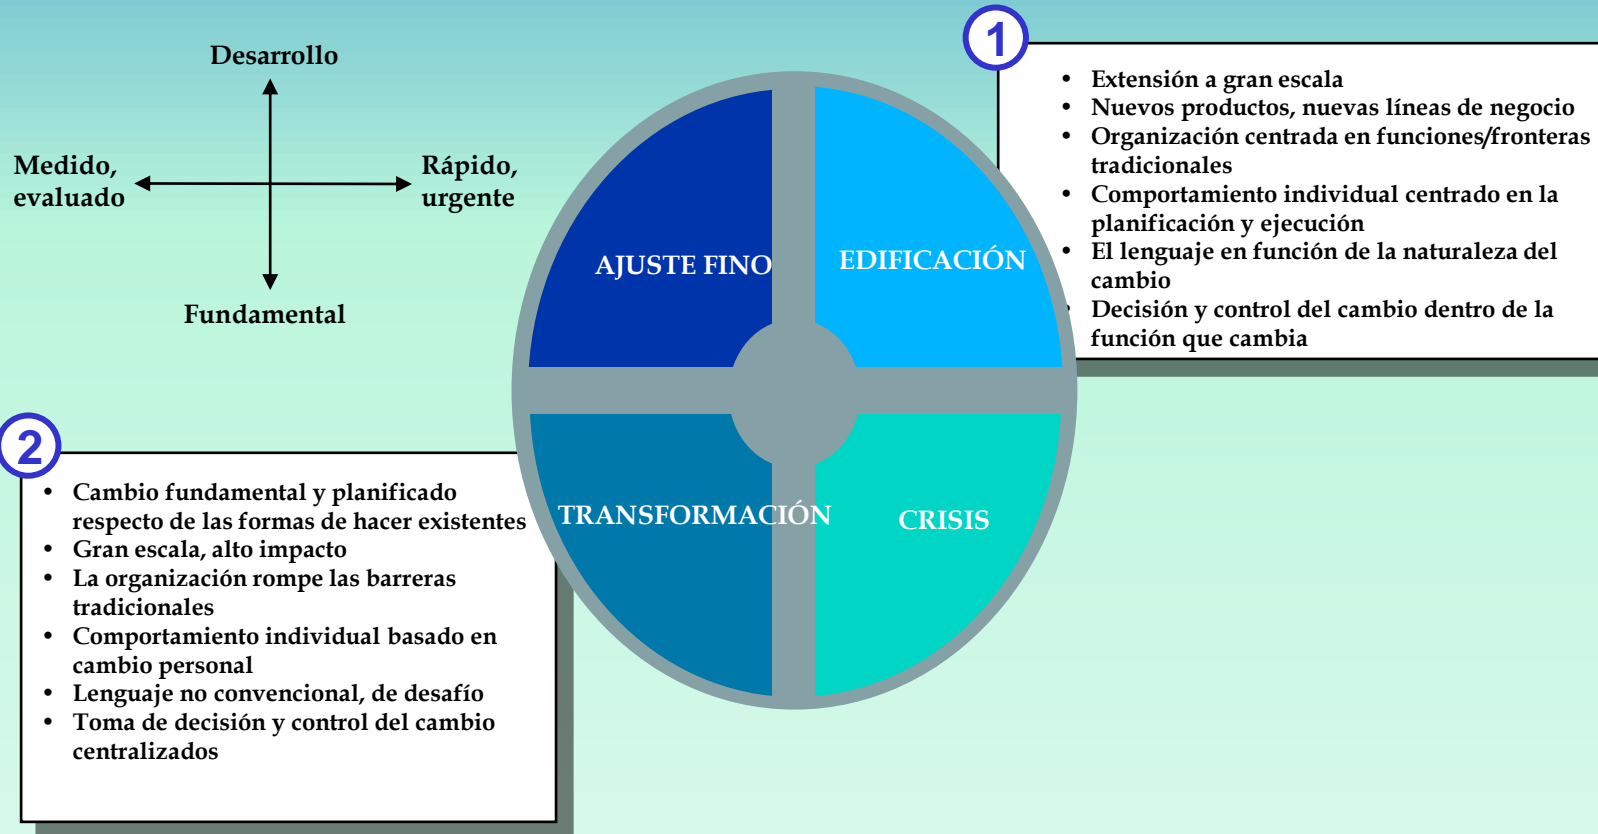 Desarrollo
Medido,
evaluado
Rápido,
urgente
Fundamental
AJUSTE FINO
EDIFICACIÓN
TRANSFORMACIÓN
CRISIS
1
• Extensión a gran escala
• Nuevos productos, nuevas líneas de negocio
• Organización centrada en funciones/fronteras
tradicionales
• Comportamiento individual centrado en la
planificación y ejecución
• El lenguaje en función de la naturaleza del
cambio
• Decisión y control del cambio dentro de la
función que cambia
2
• Cambio fundamental y planificado
respecto de las formas de hacer existentes
• Gran escala, alto impacto
• La organización rompe las barreras
tradicionales
• Comportamiento individual basado en
cambio personal
• Lenguaje no convencional, de desafío
• Toma de decisión y control del cambio
centralizados